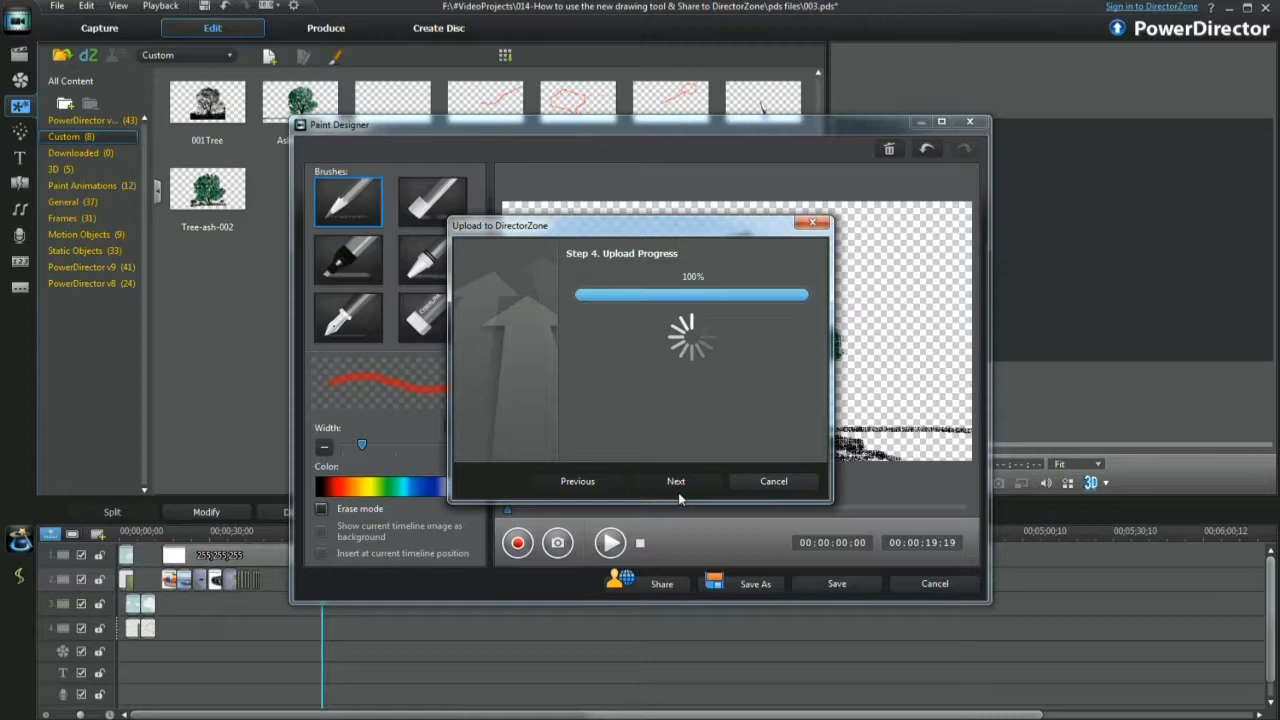 File Edit View Playback
F:\#VideoProjects\014-How to use the new drawing tool & Share to DirectorZone\pds files\003.pds*
Sign in to DirectorZone ?
Capture Edit Produce Create Disc
PowerDirector
Custom
All Content
PowerDirector v... (43)
Custom (8)
Downloaded (0)
3D (5)
Paint Animations (12)
General (37)
Frames (31)
Motion Objects (9)
Static Objects (33)
PowerDirector v9 (41)
PowerDirector v8 (24)
001Tree
Tree-ash-002
Paint Designer
Brushes:
Width:
Color:
Erase mode
Show current timeline image as
background
Insert at current timeline position
Upload to DirectorZone
Step 4. Upload Progress
100%
Previous Next Cancel
00:00:00:00 00:00:19:19
Share Save As Save Cancel
--:--:--:-- Fit
3D
Split Modify
00:00:00:00 00:00:30:00 00:05:00:10 00:05:30:10 00:06:00:12
1.
255,255,255
2.
3.
4.